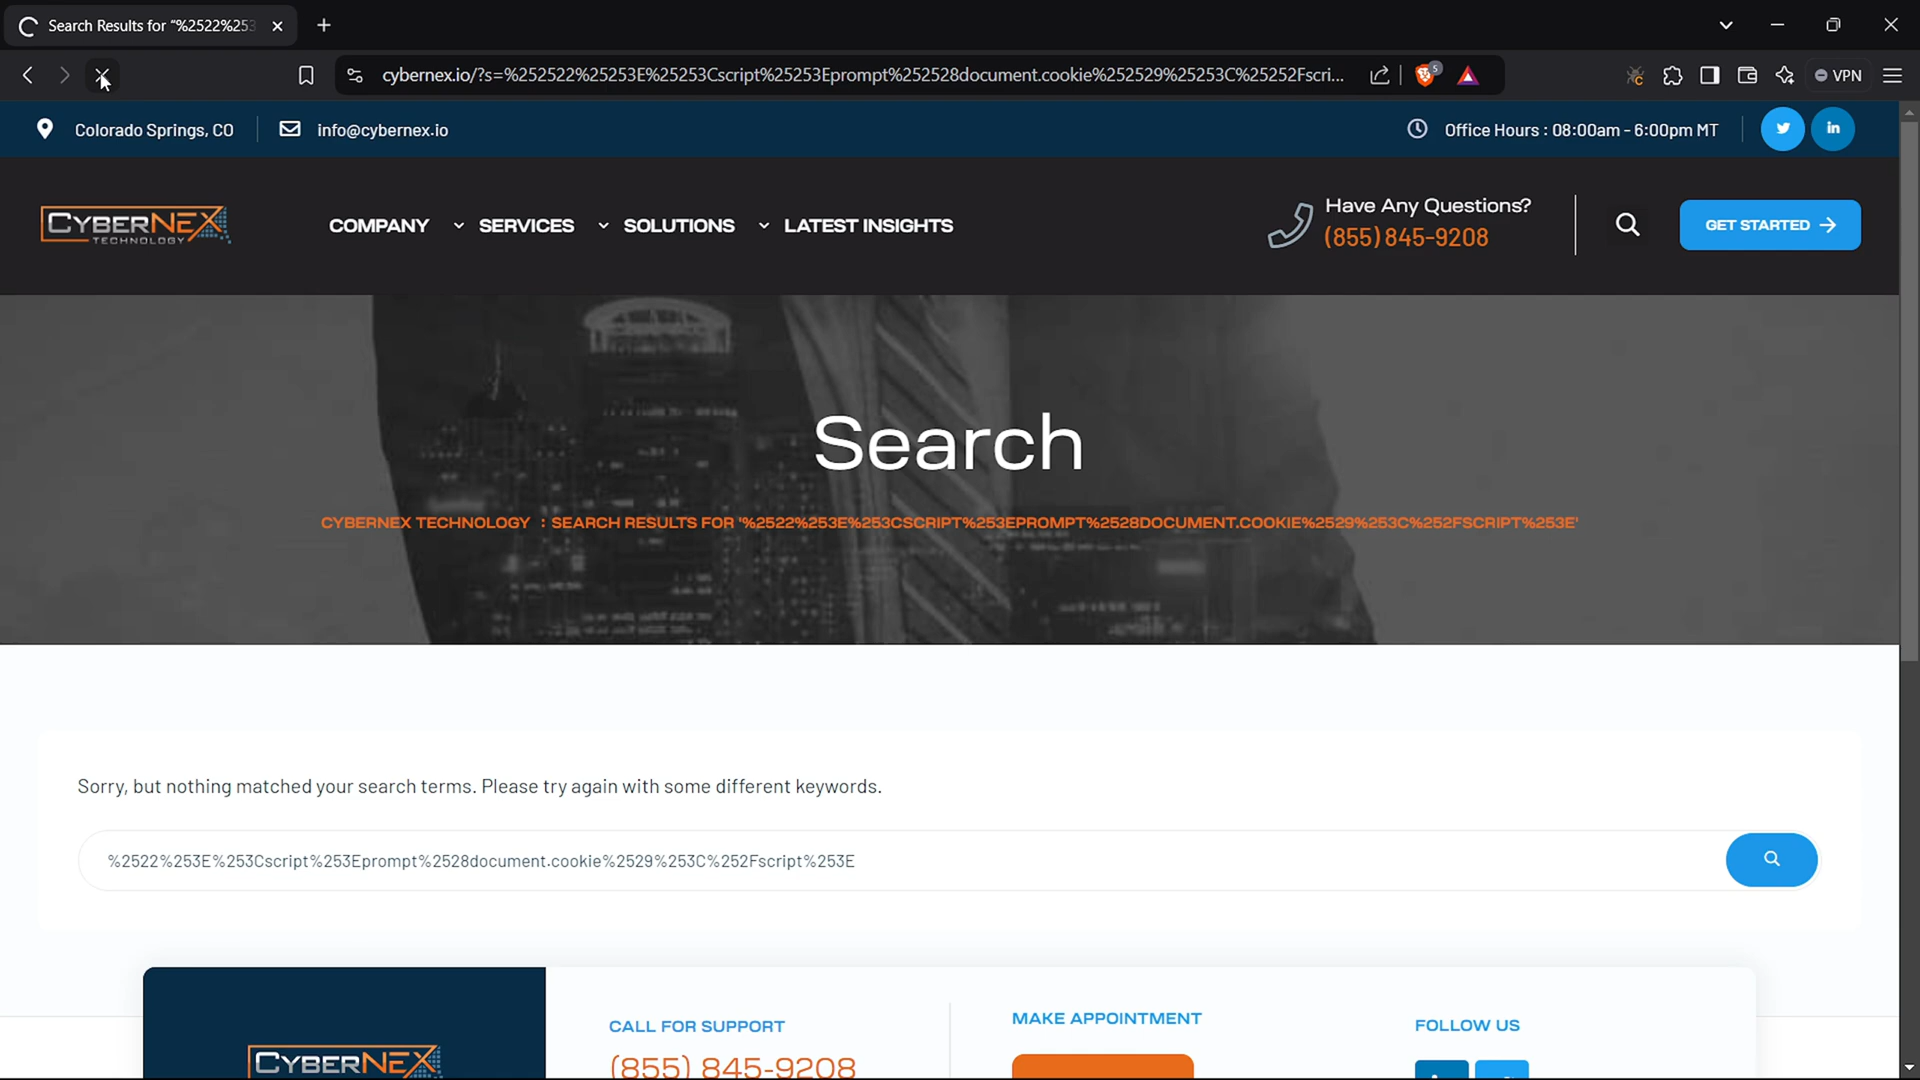 Search Results for “%2522%253
cybernex.io/?s=%252522%25253E%25253Cscript%25253Eprompt%252528document.cookie%252529%25253C%25252Fscri...
5
VPN
Colorado Springs, CO
info@cybernex.io
Office Hours : 08:00am - 6:00pm MT
in
CYBERNEX
TECHNOLOGY
COMPANY
SERVICES
SOLUTIONS
LATEST INSIGHTS
Have Any Questions?
(855) 845-9208
GET STARTED
Search
CYBERNEX TECHNOLOGY : SEARCH RESULTS FOR '%2522%253E%253CSCRIPT%253EPROMPT%2528DOCUMENT.COOKIE%2529%253C%252FSCRIPT%253E'
Sorry, but nothing matched your search terms. Please try again with some different keywords.
%2522%253E%253Cscript%253Eprompt%2528document.cookie%2529%253C%252Fscript%253E
CALL FOR SUPPORT
MAKE APPOINTMENT
FOLLOW US
CYBERNEX
(855) 845-9208